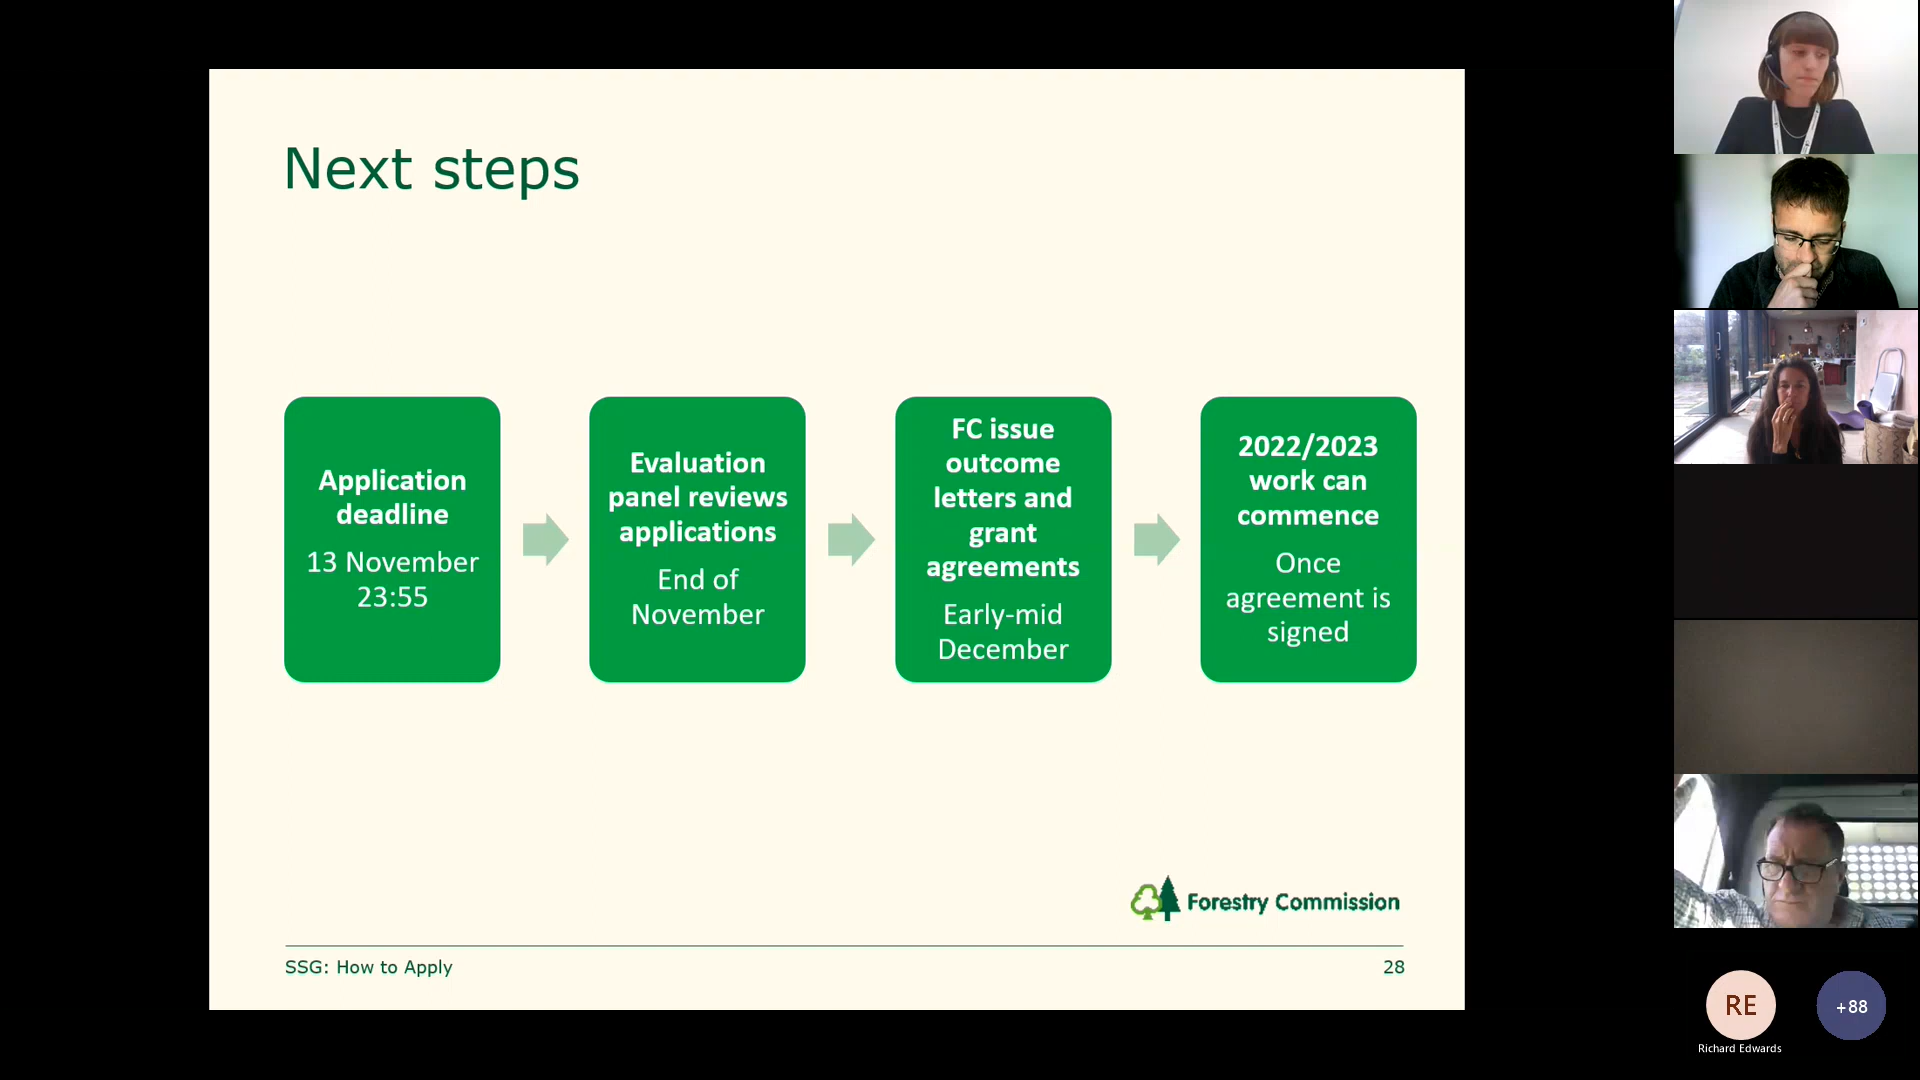 Next steps
Application
deadline
13 November
23:55
Evaluation
panel reviews
applications
End of
November
FC issue
outcome
letters and
grant
agreements
Early-mid
December
2022/2023
work can
commence
Once
agreement is
signed
Forestry Commission
SSG: How to Apply
28
RE
Richard Edwards
+88